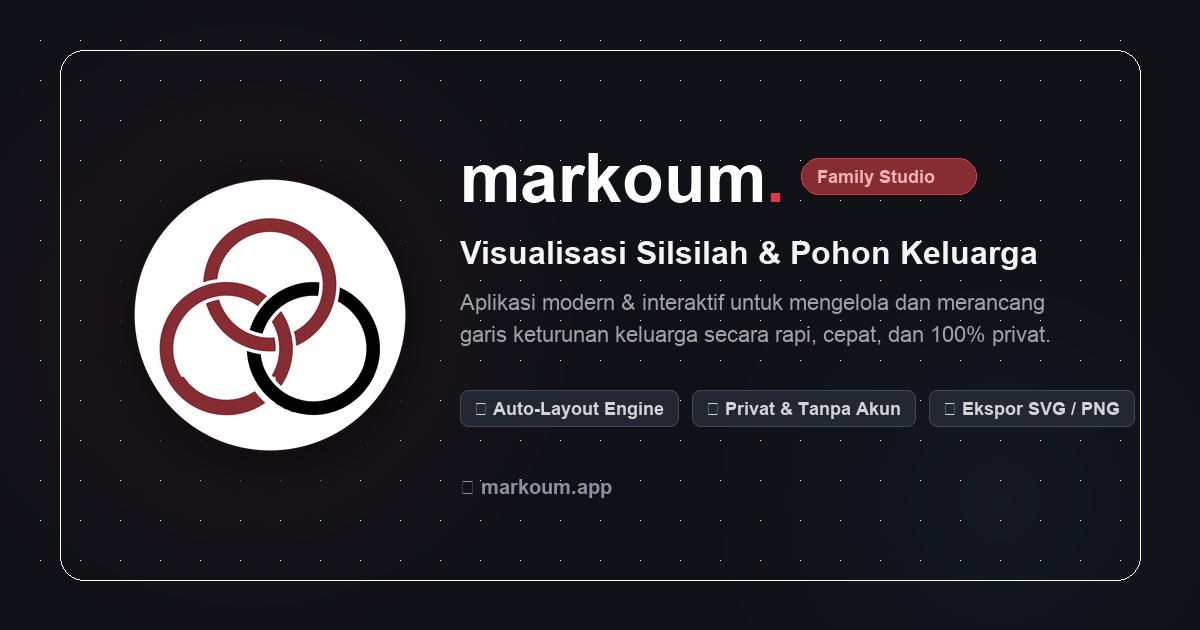 markoum.
Family Studio
Visualisasi Silsilah & Pohon Keluarga
Aplikasi modern & interaktif untuk mengelola dan merancang
garis keturunan keluarga secara rapi, cepat, dan 100% privat.
Auto-Layout Engine
Privat & Tanpa Akun
Ekspor SVG / PNG
markoum.app